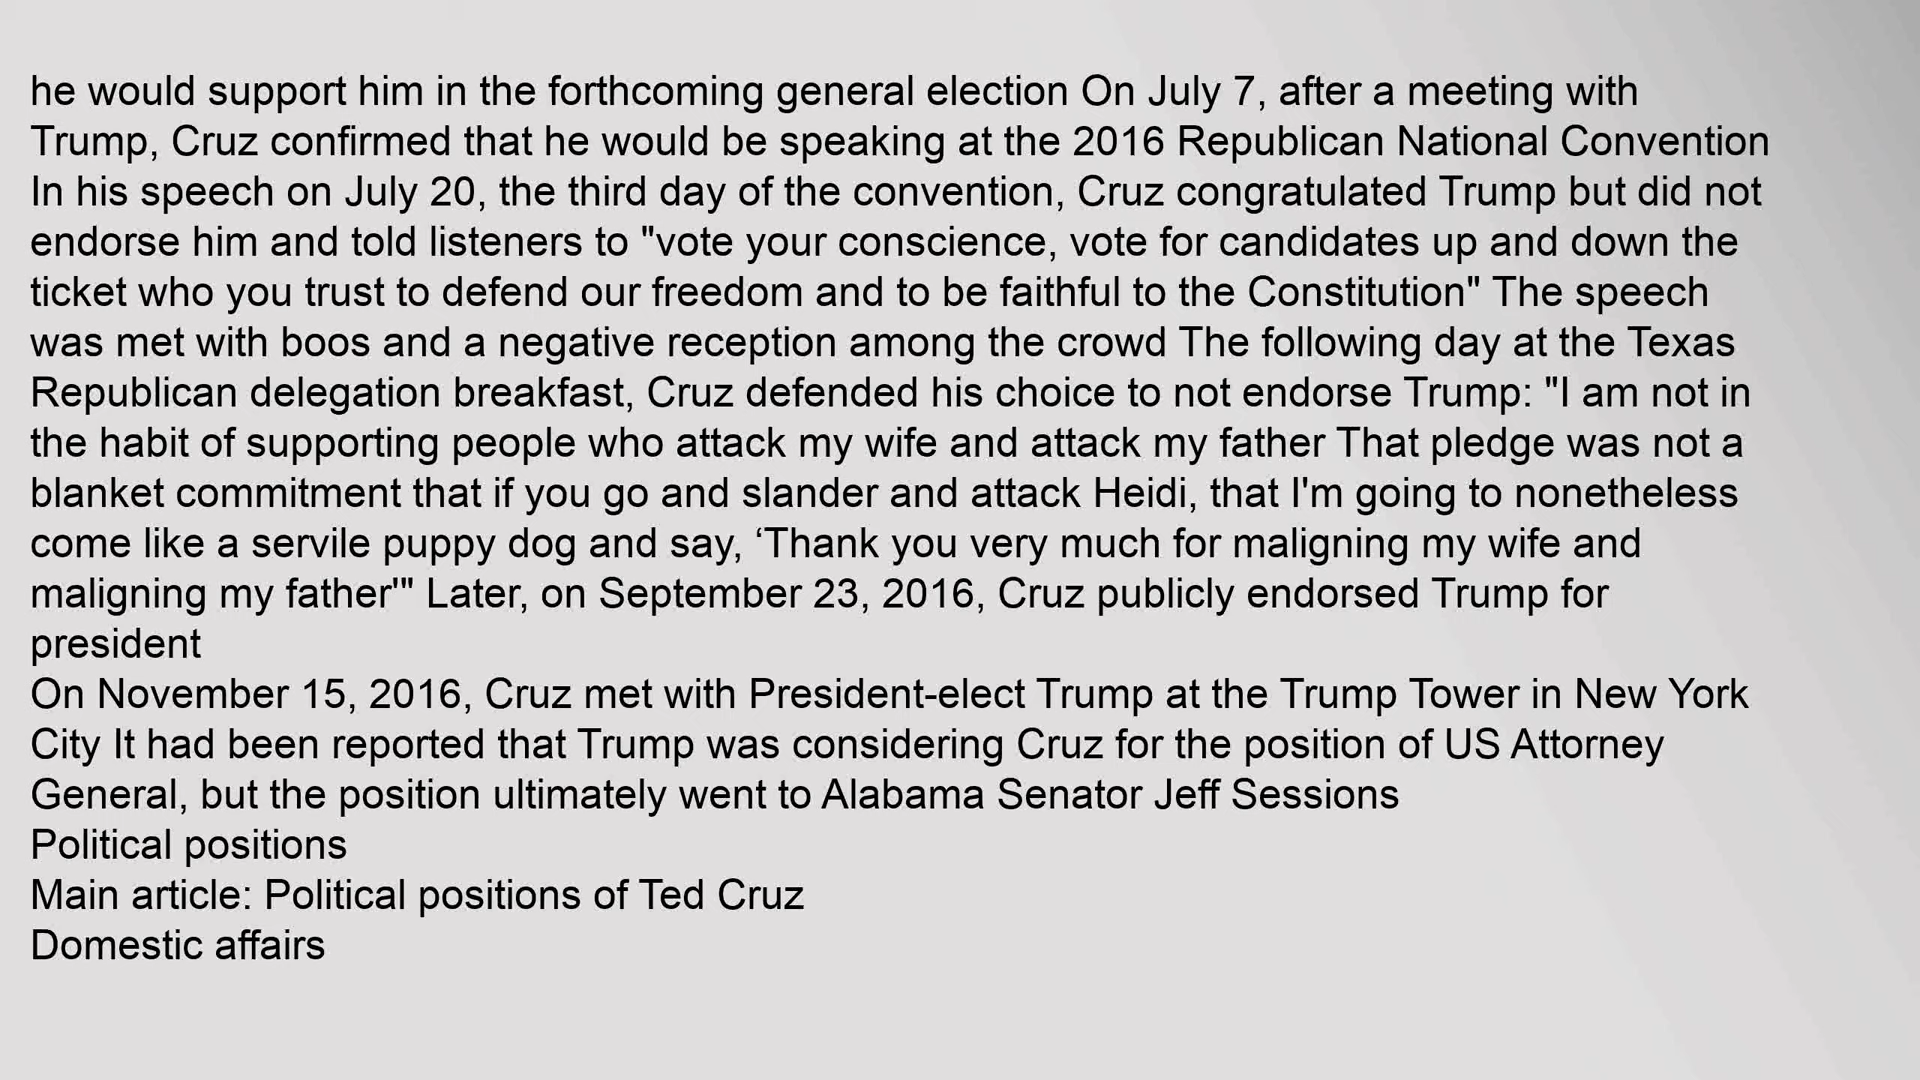 he would support him in the forthcoming general election On July 7, after a meeting with
Trump, Cruz confirmed that he would be speaking at the 2016 Republican National Convention
In his speech on July 20, the third day of the convention, Cruz congratulated Trump but did not
endorse him and told listeners to "vote your conscience, vote for candidates up and down the
ticket who you trust to defend our freedom and to be faithful to the Constitution" The speech
was met with boos and a negative reception among the crowd The following day at the Texas
Republican delegation breakfast, Cruz defended his choice to not endorse Trump: "I am not in
the habit of supporting people who attack my wife and attack my father That pledge was not a
blanket commitment that if you go and slander and attack Heidi, that I'm going to nonetheless
come like a servile puppy dog and say, ‘Thank you very much for maligning my wife and
maligning my father'" Later, on September 23, 2016, Cruz publicly endorsed Trump for
president
On November 15, 2016, Cruz met with President-elect Trump at the Trump Tower in New York
City It had been reported that Trump was considering Cruz for the position of US Attorney
General, but the position ultimately went to Alabama Senator Jeff Sessions
Political positions
Main article: Political positions of Ted Cruz
Domestic affairs